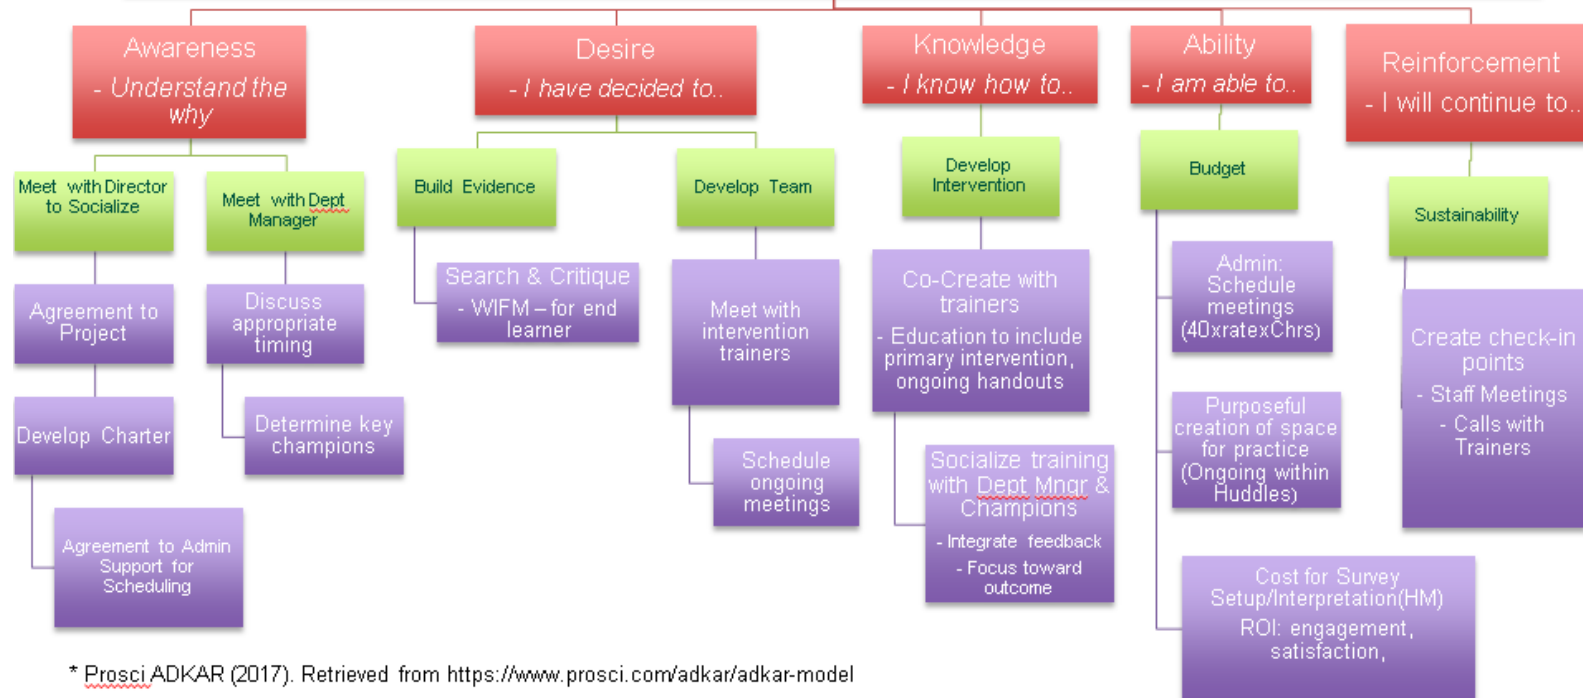 Awareness
- Understand the
why
Desire
- I have decided to..
Knowledge
- I know how to..
Ability
- I am able to..
Reinforcement
- I will continue to..
Meet with Director
to Socialize
Meet with Dept
Manager
Build Evidence
Develop Team
Develop
Intervention
Budget
Sustainability
Agreement to
Project
Develop Charter
Agreement to Admin
Support for
Scheduling
Discuss
appropriate
timing
Determine key
champions
Search & Critique
- WIFM – for end
learner
Meet with
intervention
trainers
Schedule
ongoing
meetings
Co-Create with
trainers
- Education to include
primary intervention,
ongoing handouts
Socialize training
with Dept Mngr &
Champions
- Integrate feedback
- Focus toward
outcome
Admin:
Schedule
meetings
(40xratexChrs)
Purposeful
creation of space
for practice
(Ongoing within
Huddles)
Cost for Survey
Setup/Interpretation(HM)
ROI: engagement,
satisfaction,
Create check-in
points
- Staff Meetings
- Calls with
Trainers
* Prosci ADKAR (2017). Retrieved from https://www.prosci.com/adkar/adkar-model